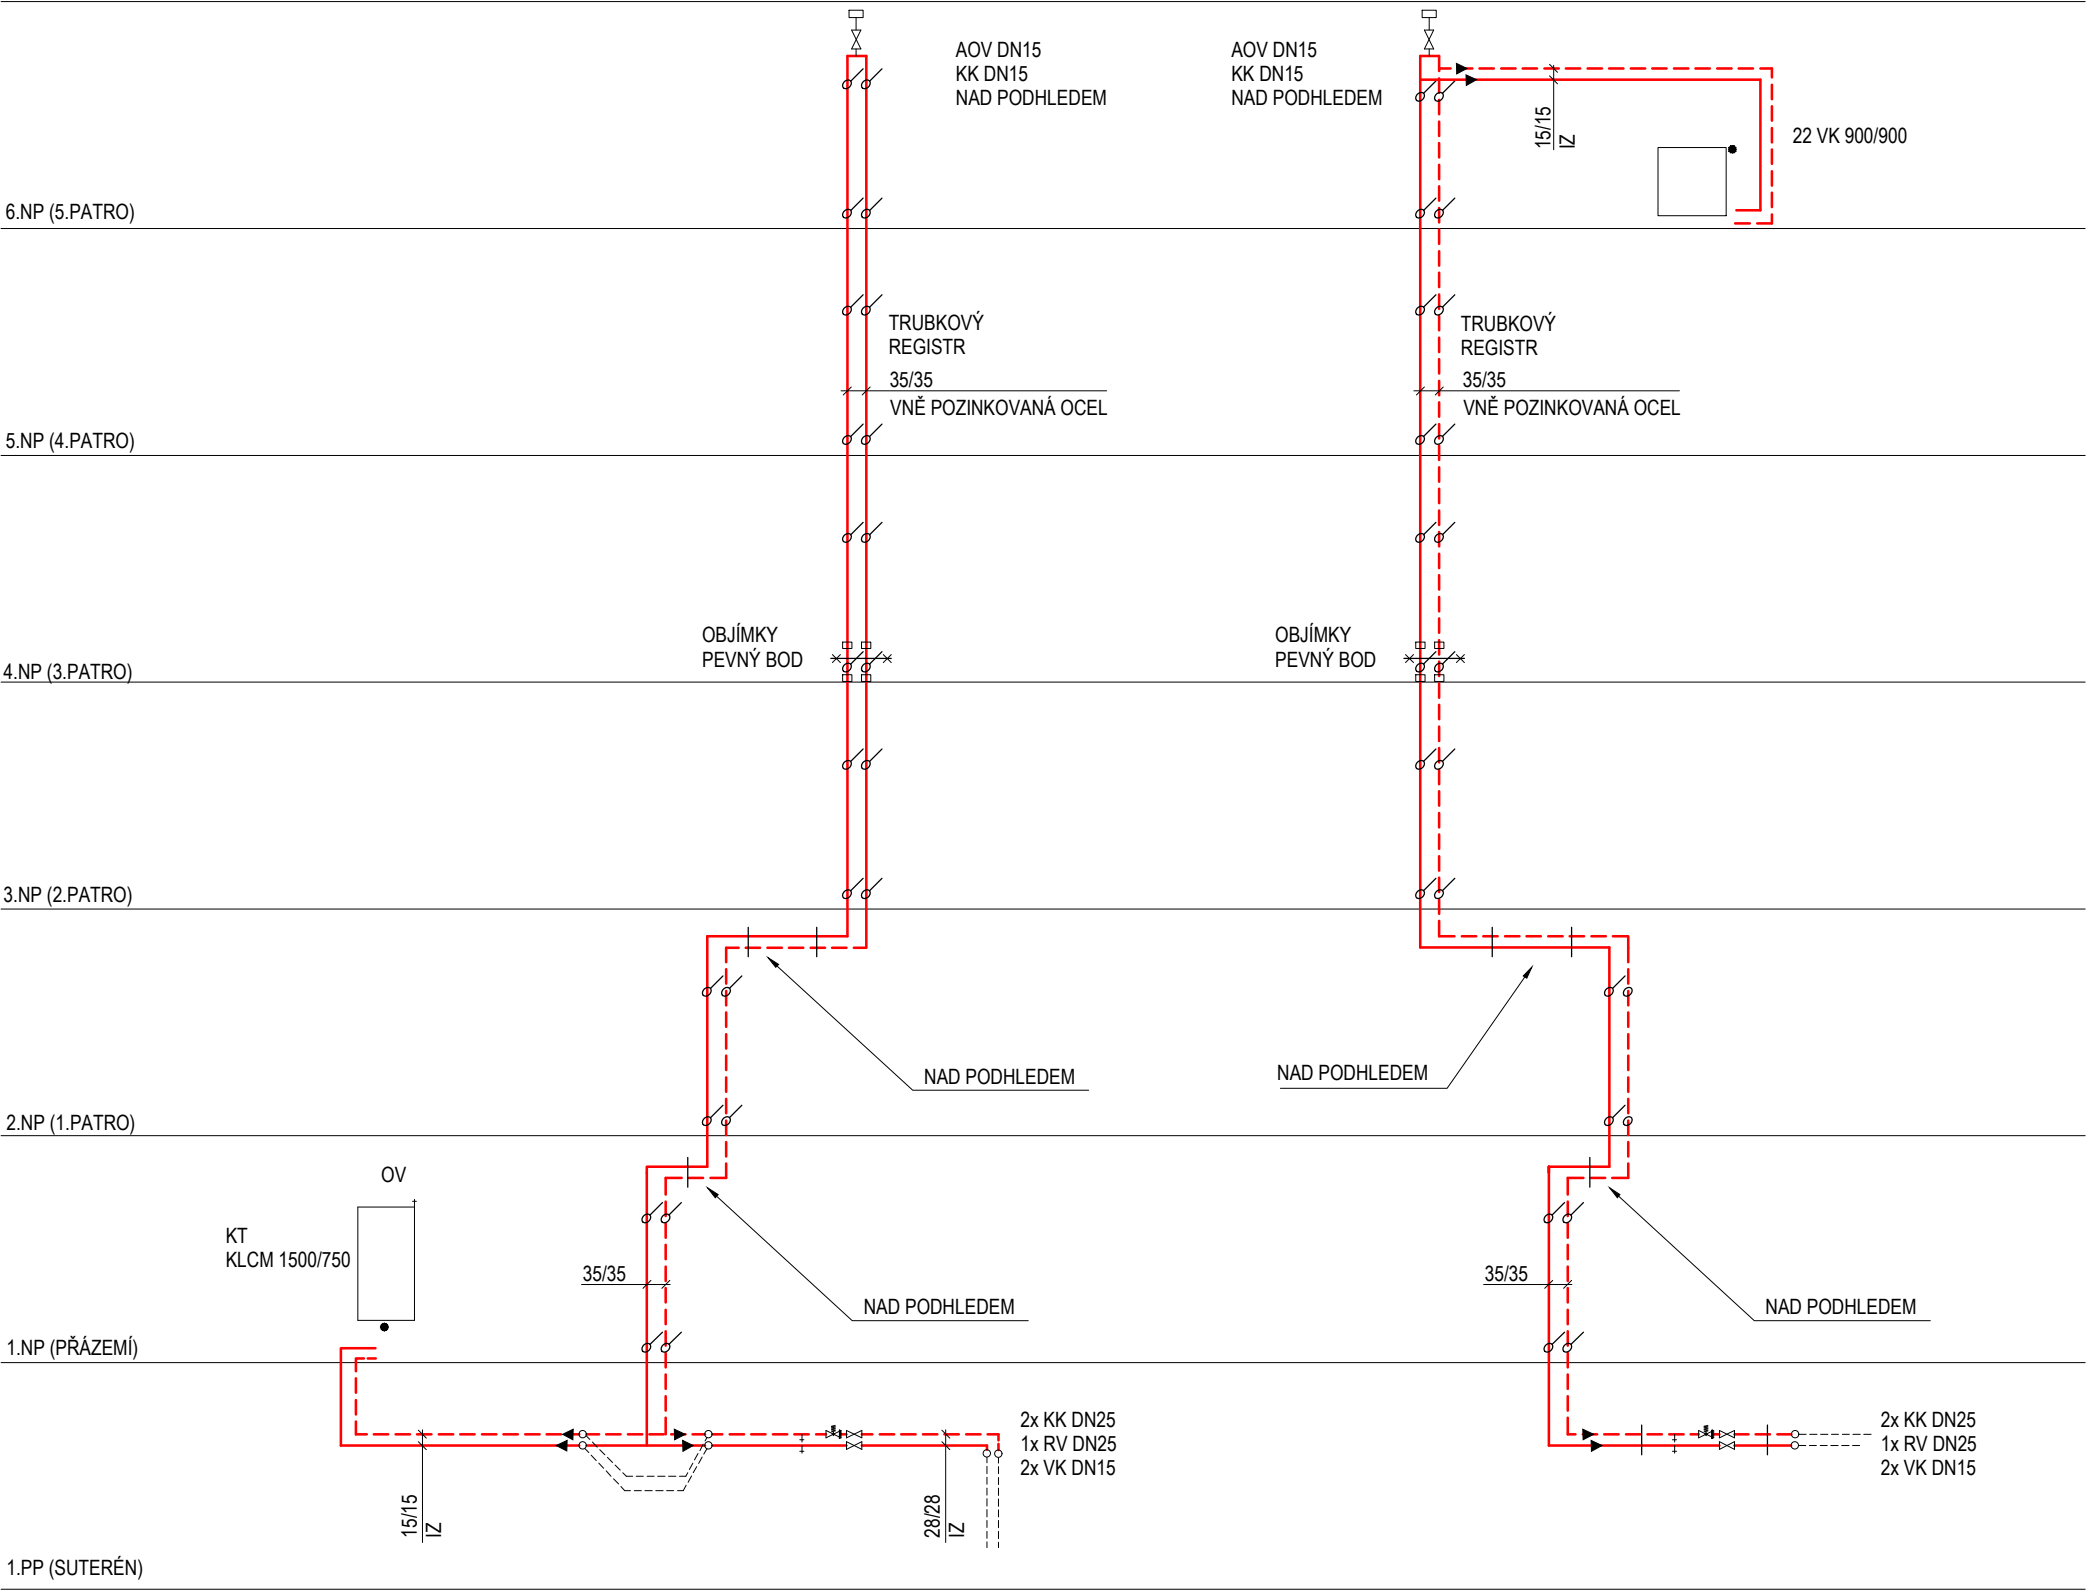 AOV DN15
KK DN15
NAD PODHLEDEM
AOV DN15
KK DN15
NAD PODHLEDEM
15/15
IZ
22 VK 900/900
6.NP (5.PATRO)
TRUBKOVÝ
REGISTR
35/35
VNĚ POZINKOVANÁ OCEL
TRUBKOVÝ
REGISTR
35/35
VNĚ POZINKOVANÁ OCEL
5.NP (4.PATRO)
OBJÍMKY
PEVNÝ BOD
OBJÍMKY
PEVNÝ BOD
4.NP (3.PATRO)
3.NP (2.PATRO)
NAD PODHLEDEM
NAD PODHLEDEM
2.NP (1.PATRO)
OV
KT
KLCM 1500/750
35/35
NAD PODHLEDEM
35/35
NAD PODHLEDEM
1.NP (PŘÁZEMÍ)
2x KK DN25
1x RV DN25
2x VK DN15
2x KK DN25
1x RV DN25
2x VK DN15
15/15
IZ
28/28
IZ
1.PP (SUTERÉN)